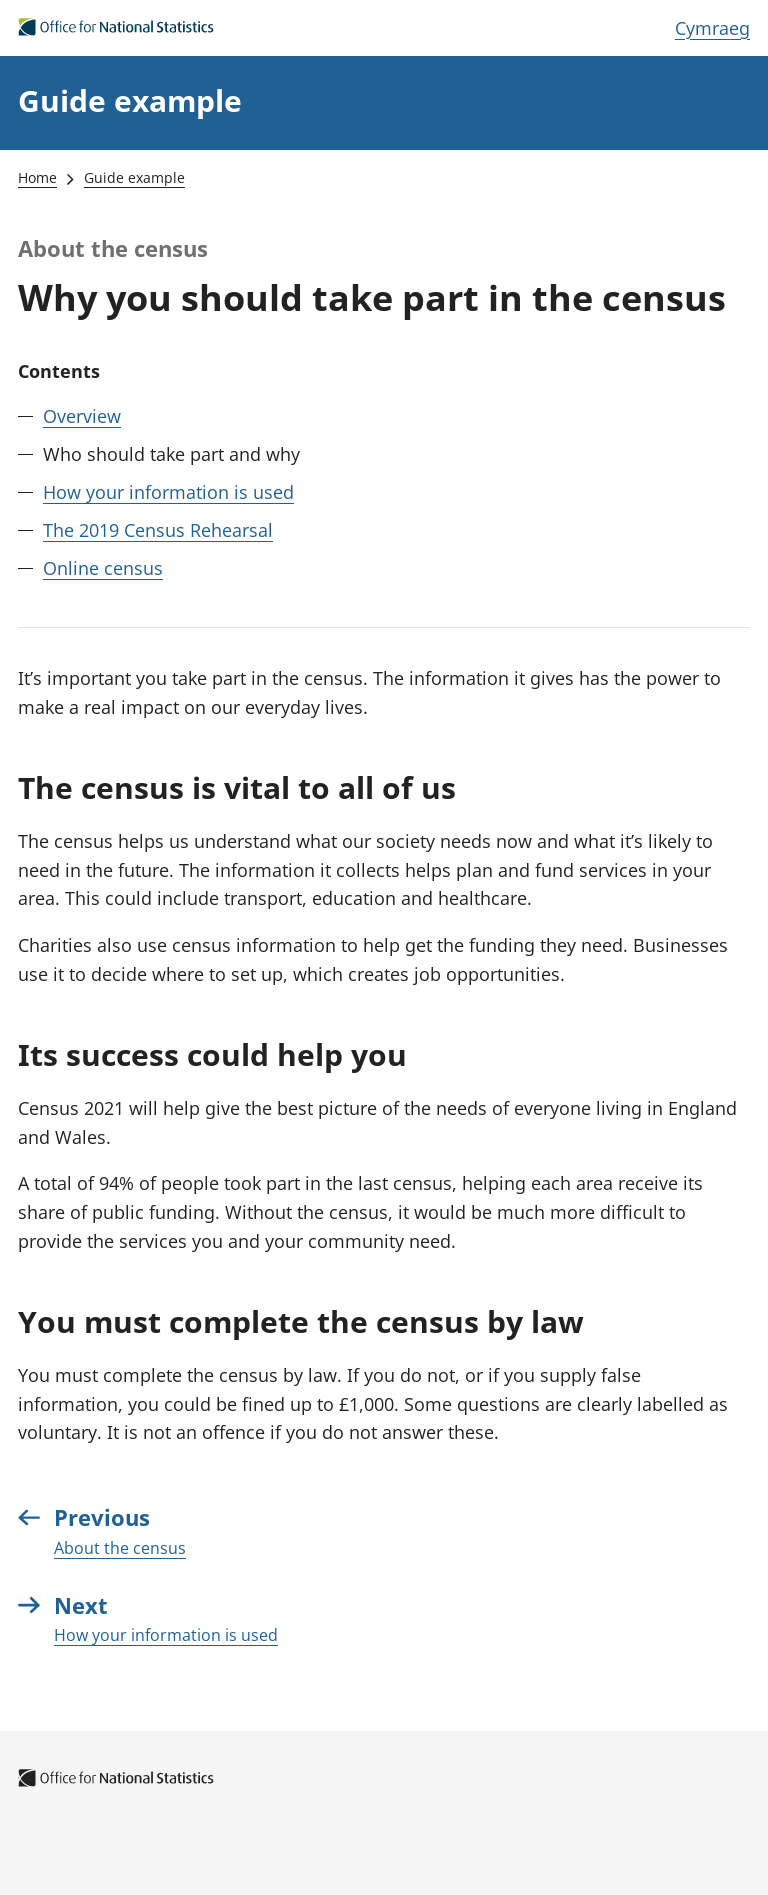 Office for National Statistics
Cymraeg
Guide example
Home
Guide example
About the census
Why you should take part in the census
Contents
— Overview
— Who should take part and why
— How your information is used
— The 2019 Census Rehearsal
— Online census
It’s important you take part in the census. The information it gives has the power to
make a real impact on our everyday lives.
The census is vital to all of us
The census helps us understand what our society needs now and what it’s likely to
need in the future. The information it collects helps plan and fund services in your
area. This could include transport, education and healthcare.
Charities also use census information to help get the funding they need. Businesses
use it to decide where to set up, which creates job opportunities.
Its success could help you
Census 2021 will help give the best picture of the needs of everyone living in England
and Wales.
A total of 94% of people took part in the last census, helping each area receive its
share of public funding. Without the census, it would be much more difficult to
provide the services you and your community need.
You must complete the census by law
You must complete the census by law. If you do not, or if you supply false
information, you could be fined up to £1,000. Some questions are clearly labelled as
voluntary. It is not an offence if you do not answer these.
Previous
About the census
Next
How your information is used
Office for National Statistics